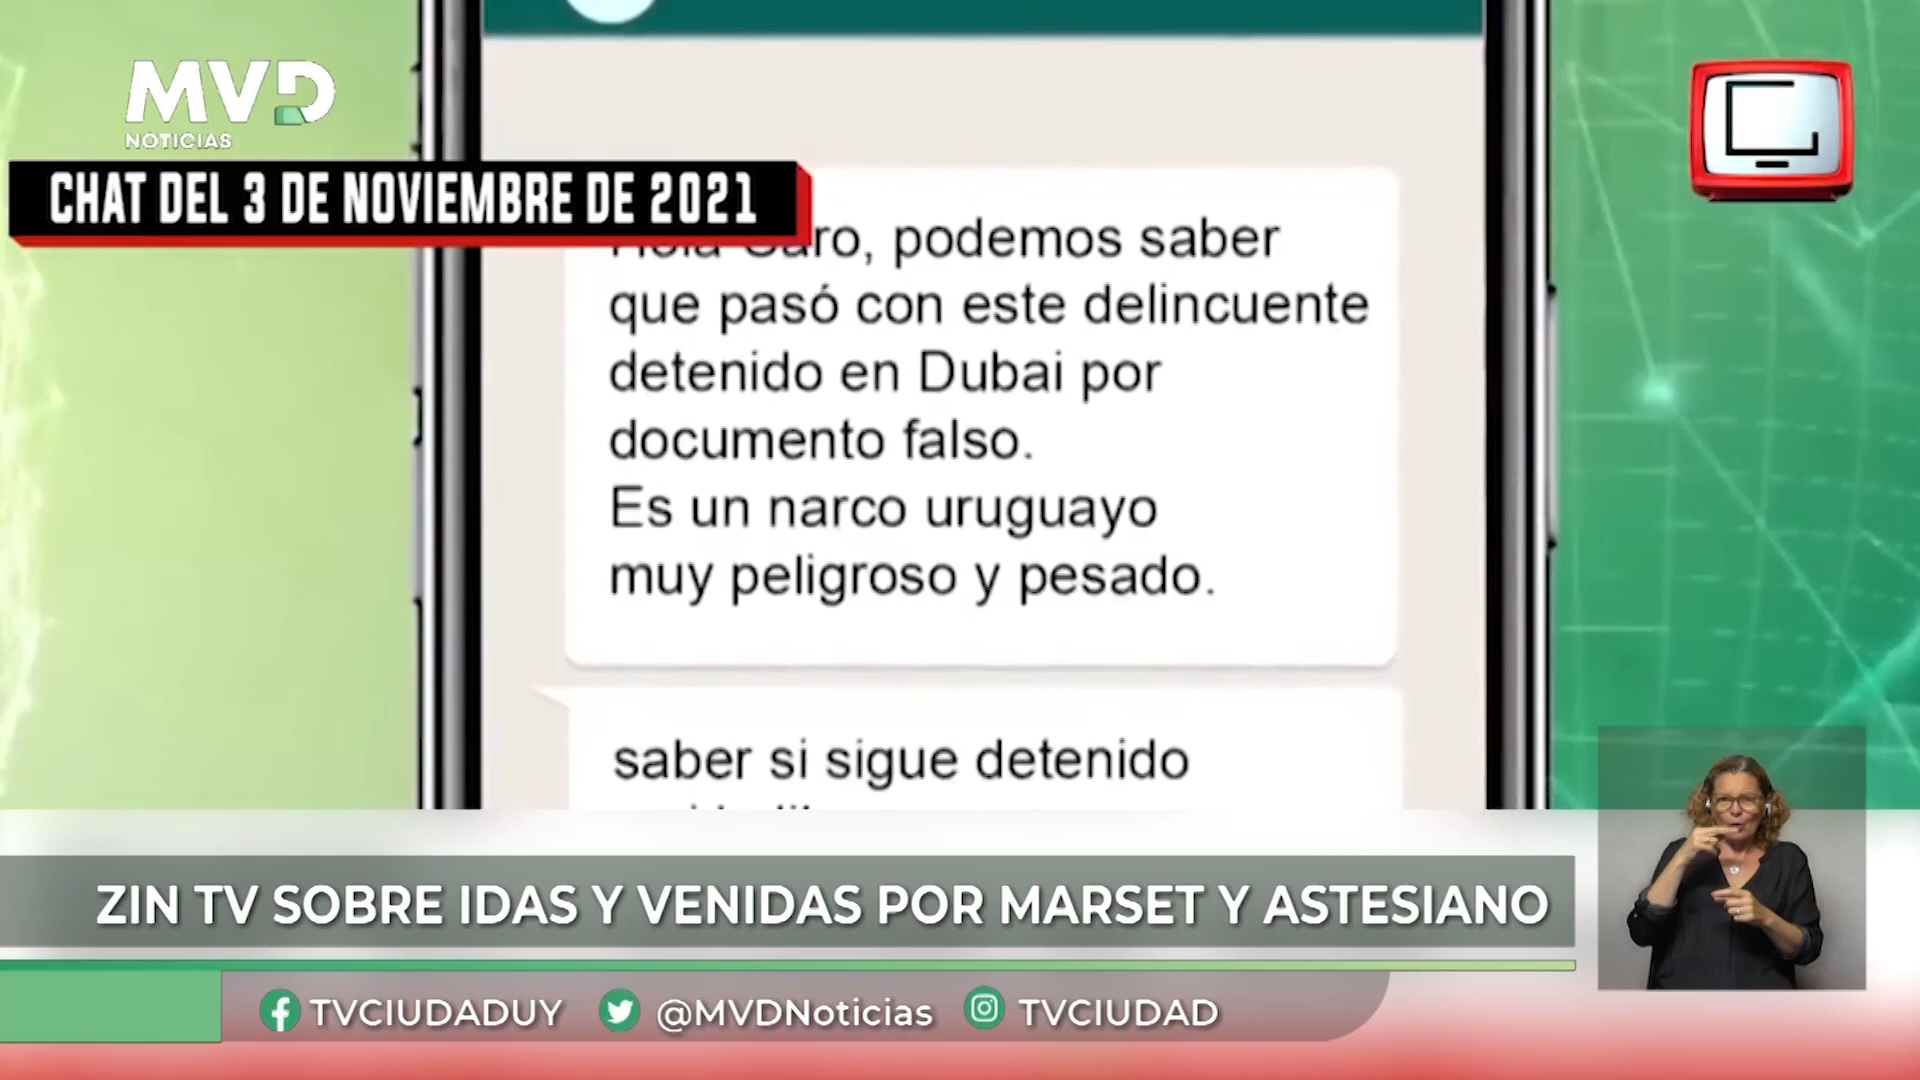 MVD
NOTICIAS
CHAT DEL 3 DE NOVIEMBRE DE 2021
podemos saber
que pasó con este delincuente
detenido en Dubai por
documento falso.
Es un narco uruguayo
muy peligroso y pesado.
saber si sigue detenido
ZIN TV SOBRE IDAS Y VENIDAS POR MARSET Y ASTESIANO
TVCIUDADUY @MVDNoticias TVCIUDAD